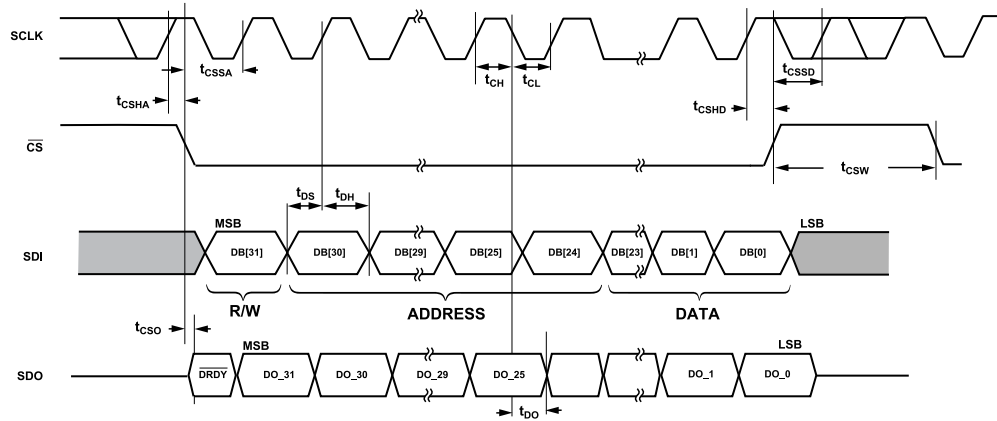 SCLK
tCSSA
tCH
tCL
tCSSD
tCSHA
tCSHD
CS
tCSW
tDS
tDH
MSB
LSB
SDI
DB[31]
DB[30]
DB[29]
DB[25]
DB[24]
DB[23]
DB[1]
DB[0]
R/W
ADDRESS
DATA
tCSO
MSB
LSB
SDO
DRDY
DO_31
DO_30
DO_29
DO_25
DO_1
DO_0
tDO